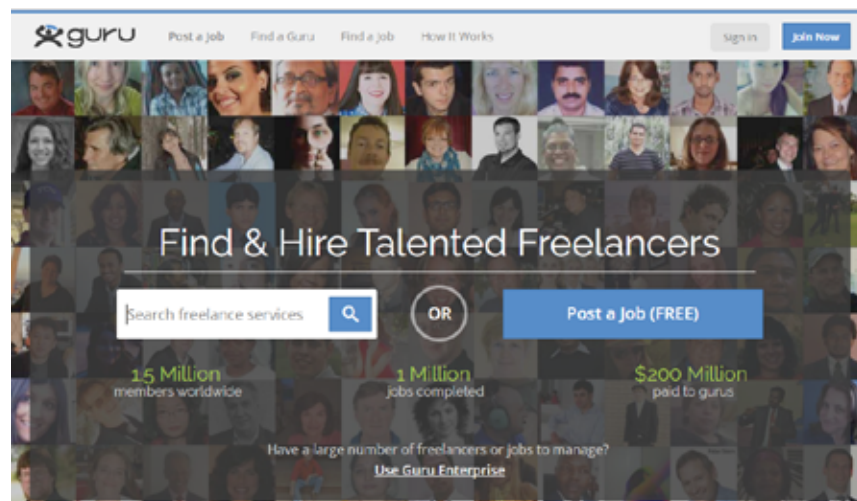 guru Post a Job Find a Guru Find a Job How It Works Sign in Join Now
Find & Hire Talented Freelancers
Search freelance services OR Post a Job (FREE)
1.5 Million 1 Million $200 Million
members worldwide jobs completed paid to gurus
Have a large number of freelancers or jobs to manage?
Use Guru Enterprise